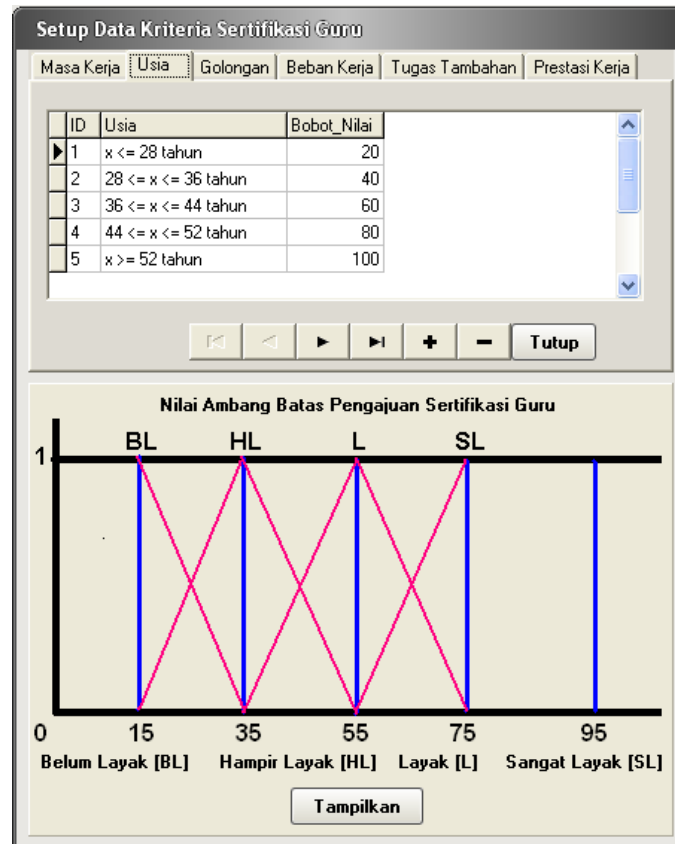 Setup Data Kriteria Sertifikasi Guru
Masa Kerja Usia Golongan Beban Kerja Tugas Tambahan Prestasi Kerja
ID Usia Bobot_Nilai
1 x <= 28 tahun 20
2 28 <= x <= 36 tahun 40
3 36 <= x <= 44 tahun 60
4 44 <= x <= 52 tahun 80
5 x >= 52 tahun 100
Tutup
Nilai Ambang Batas Pengajuan Sertifikasi Guru
BL HL L SL
1
0 15 35 55 75 95
Belum Layak [BL] Hampir Layak [HL] Layak [L] Sangat Layak [SL]
Tampilkan